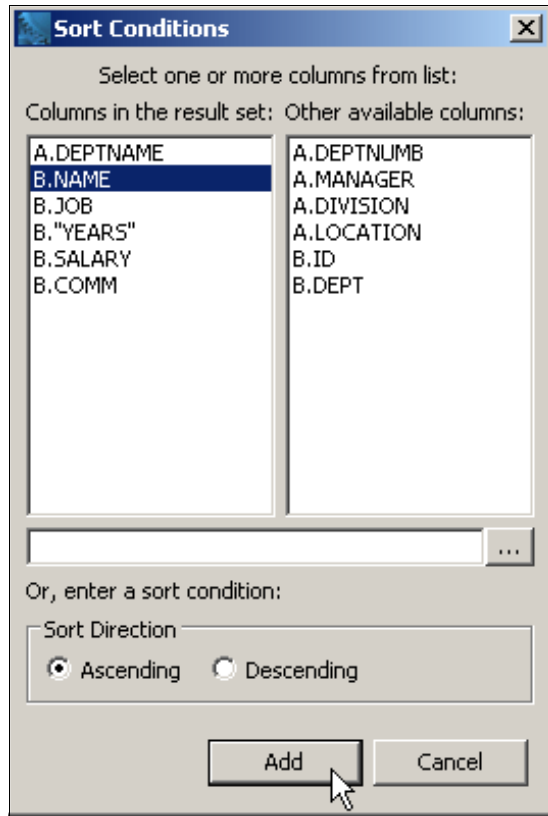 Sort Conditions
Select one or more columns from list:
Columns in the result set: Other available columns:
A.DEPTNAME
B.NAME
B.JOB
B."YEARS"
B.SALARY
B.COMM
A.DEPTNUMB
A.MANAGER
A.DIVISION
A.LOCATION
B.ID
B.DEPT
...
Or, enter a sort condition:
Sort Direction
Ascending Descending
Add Cancel